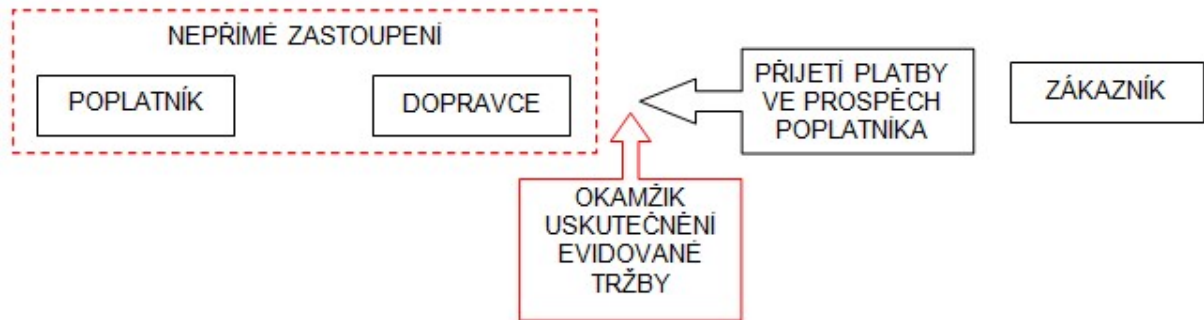 NEPŘÍMÉ ZASTOUPENÍ
POPLATNÍK
DOPRAVCE
PŘIJETÍ PLATBY
VE PROSPĚCH
POPLATNÍKA
ZÁKAZNÍK
OKAMŽIK
USKUTEČNĚNÍ
EVIDOVANÉ
TRŽBY